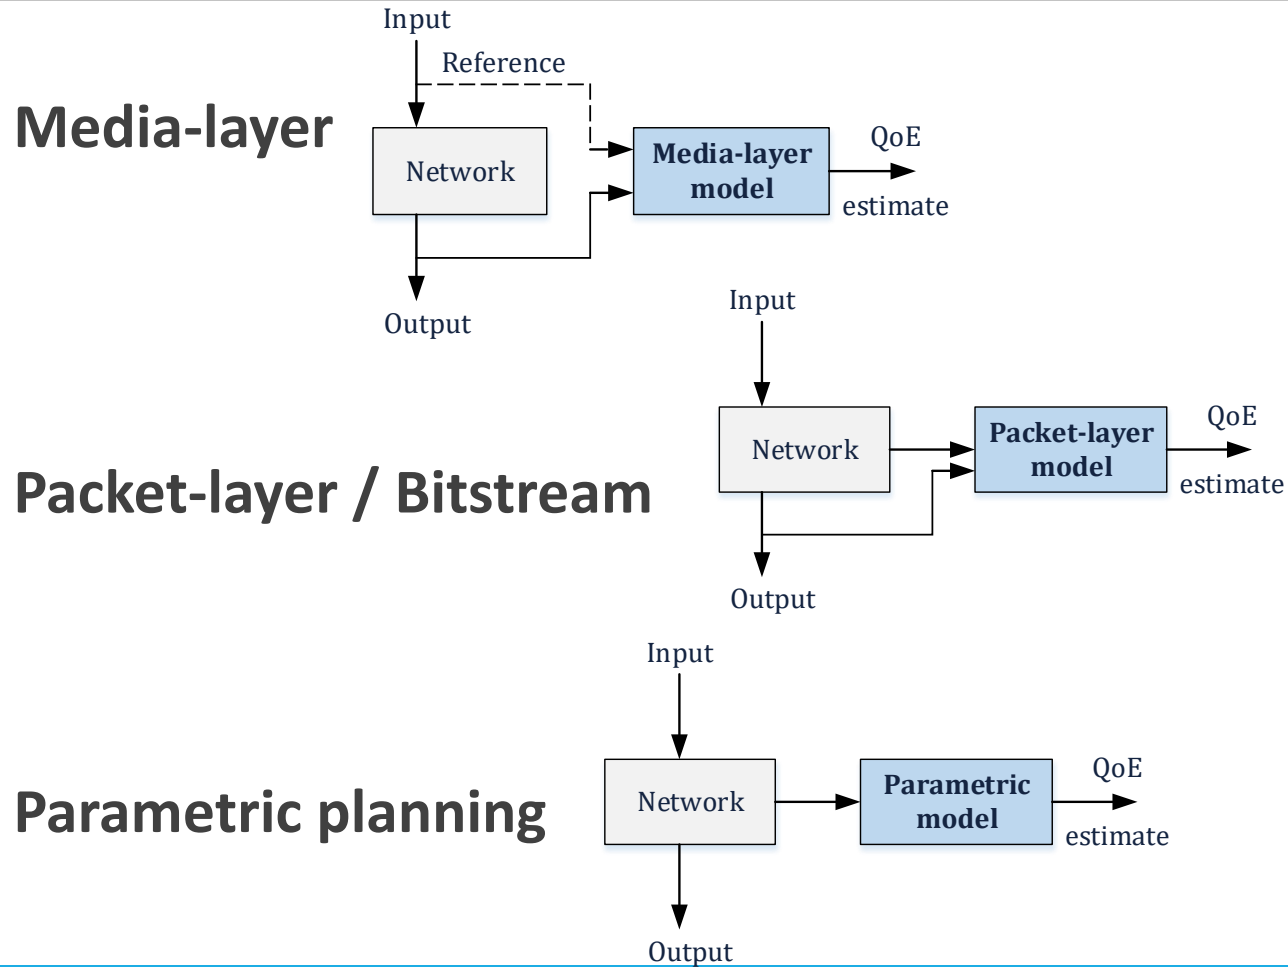 Input
Reference
Media-layer
Network
Media-layer
model
QoE
estimate
Output
Input
Packet-layer / Bitstream
Network
Packet-layer
model
QoE
estimate
Output
Input
Parametric planning
Network
Parametric
model
QoE
estimate
Output